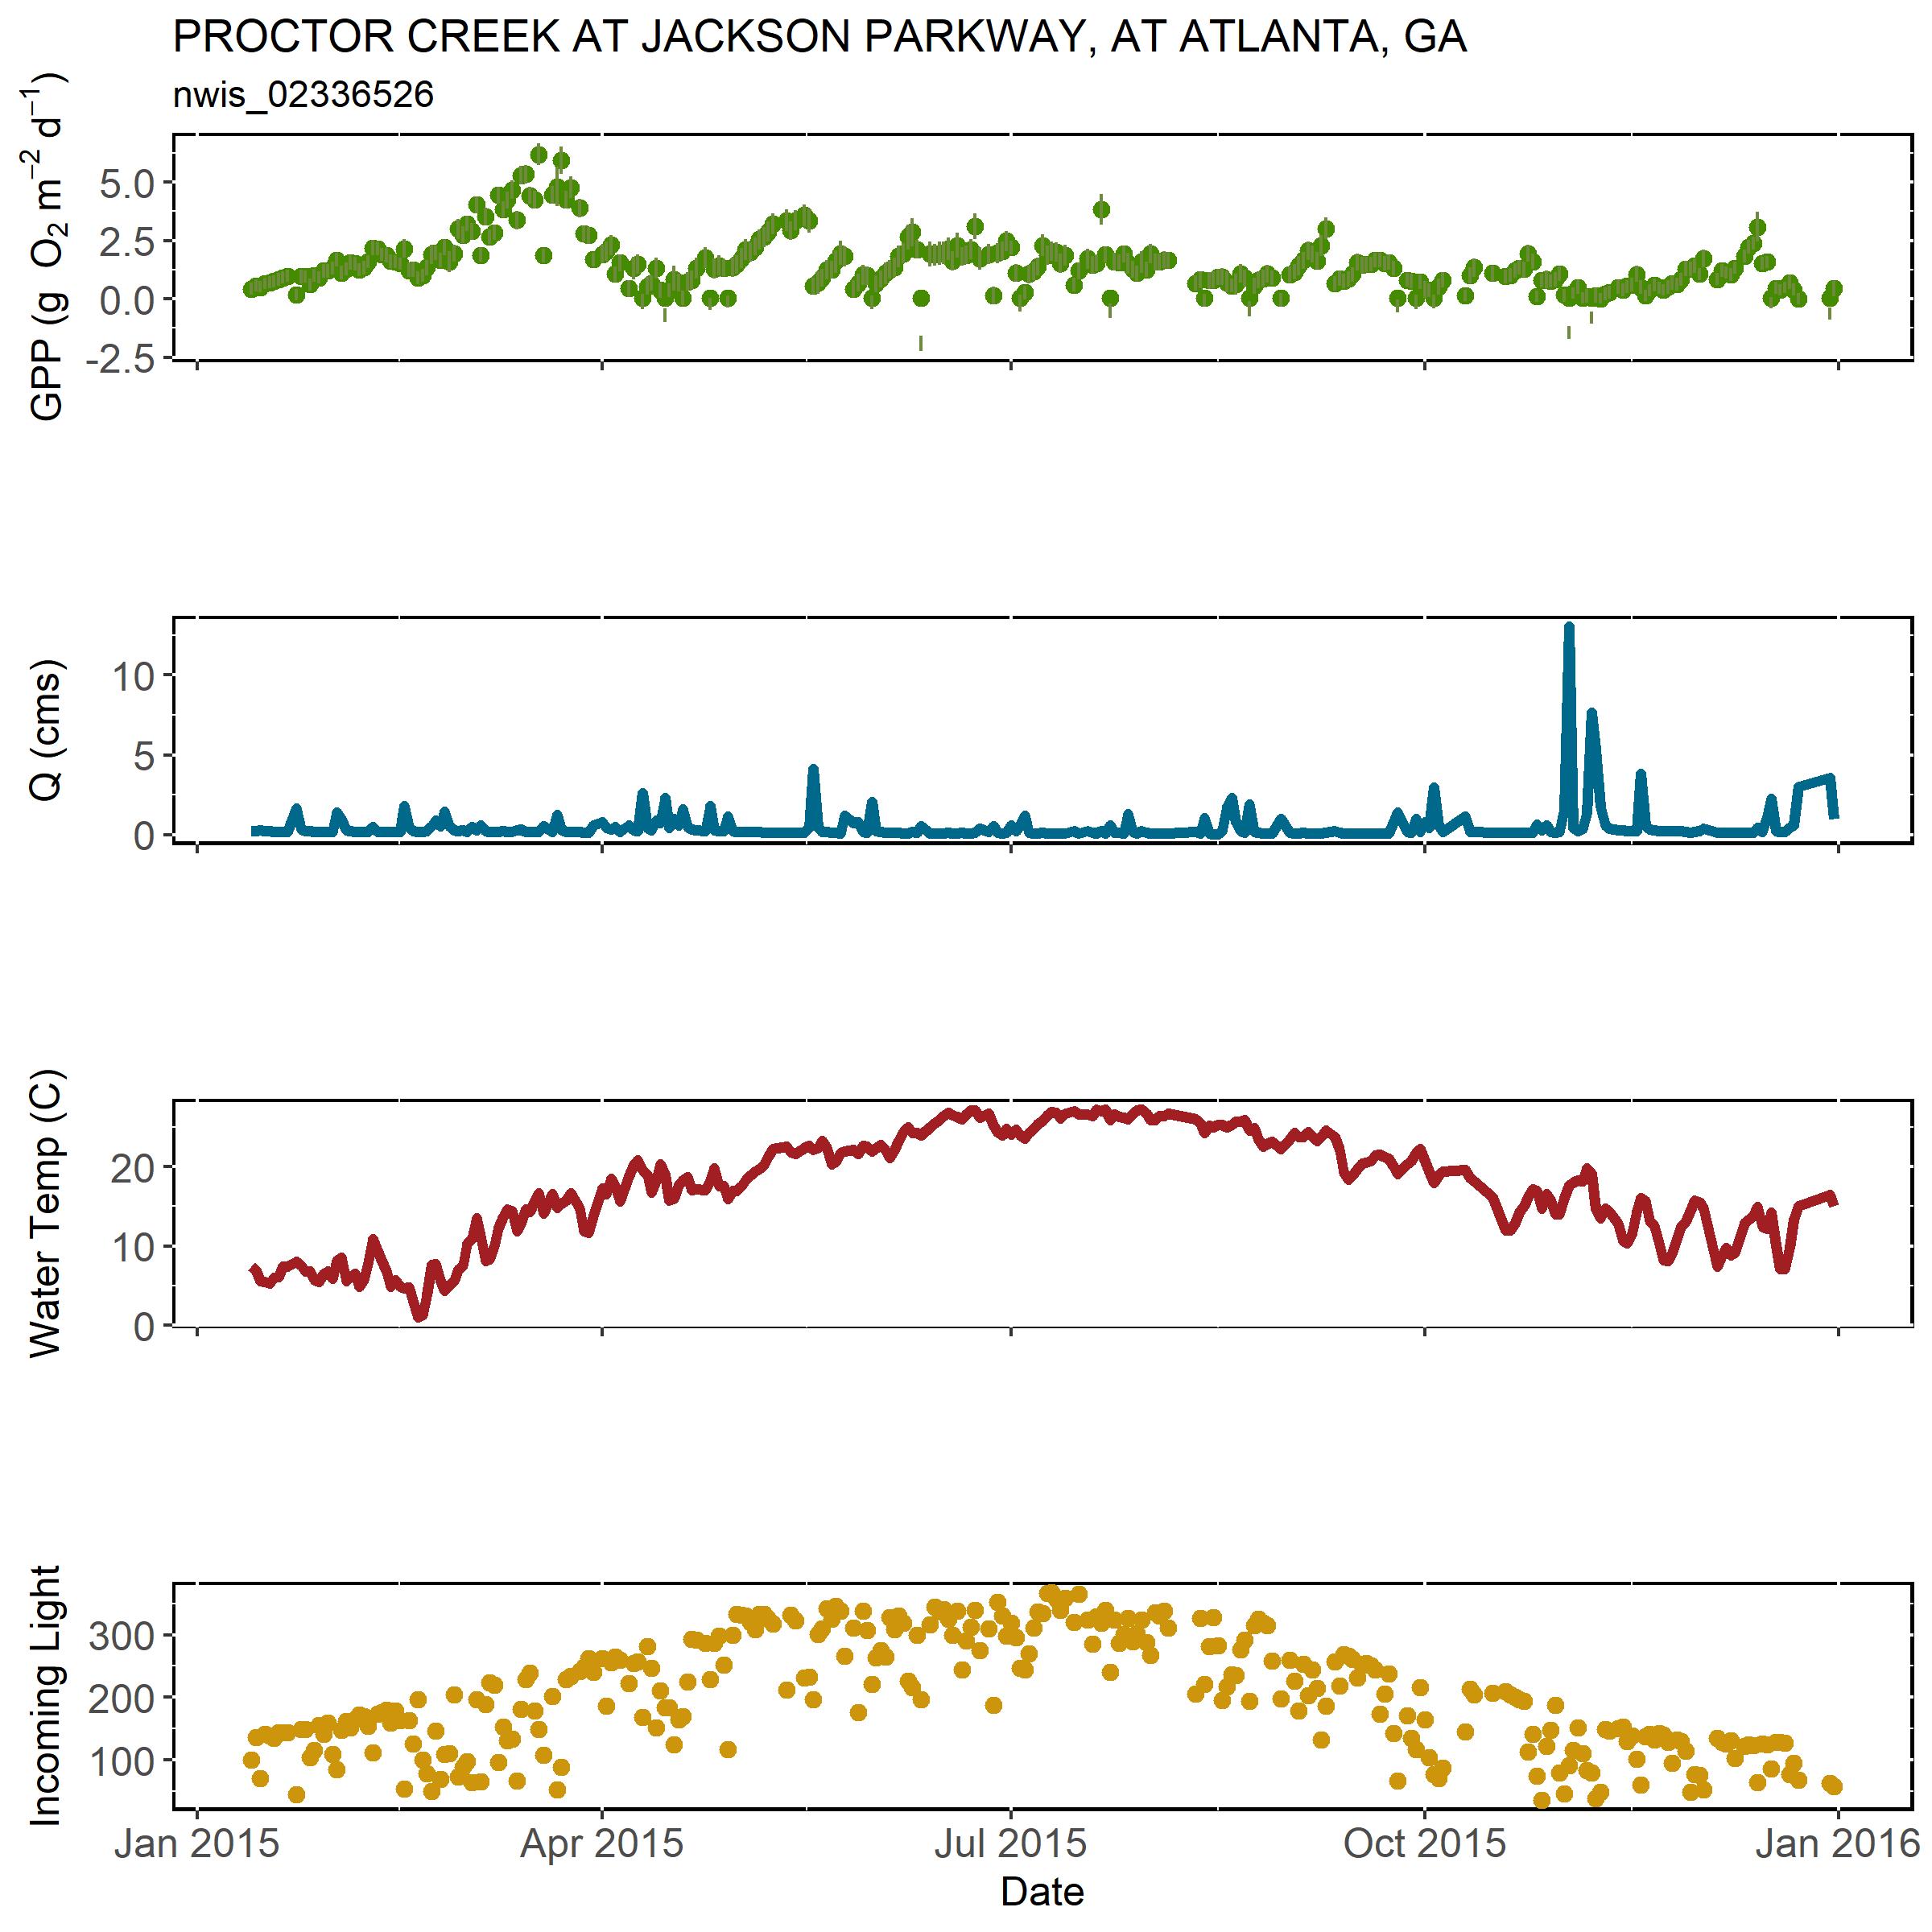 PROCTOR CREEK AT JACKSON PARKWAY, AT ATLANTA, GA
nwis_02336526
GPP (g O₂ m⁻² d⁻¹)
5.0
2.5
0.0
-2.5
Q (cms)
10
5
0
Water Temp (C)
20
10
0
Incoming Light
300
200
100
Jan 2015
Apr 2015
Jul 2015
Oct 2015
Jan 2016
Date